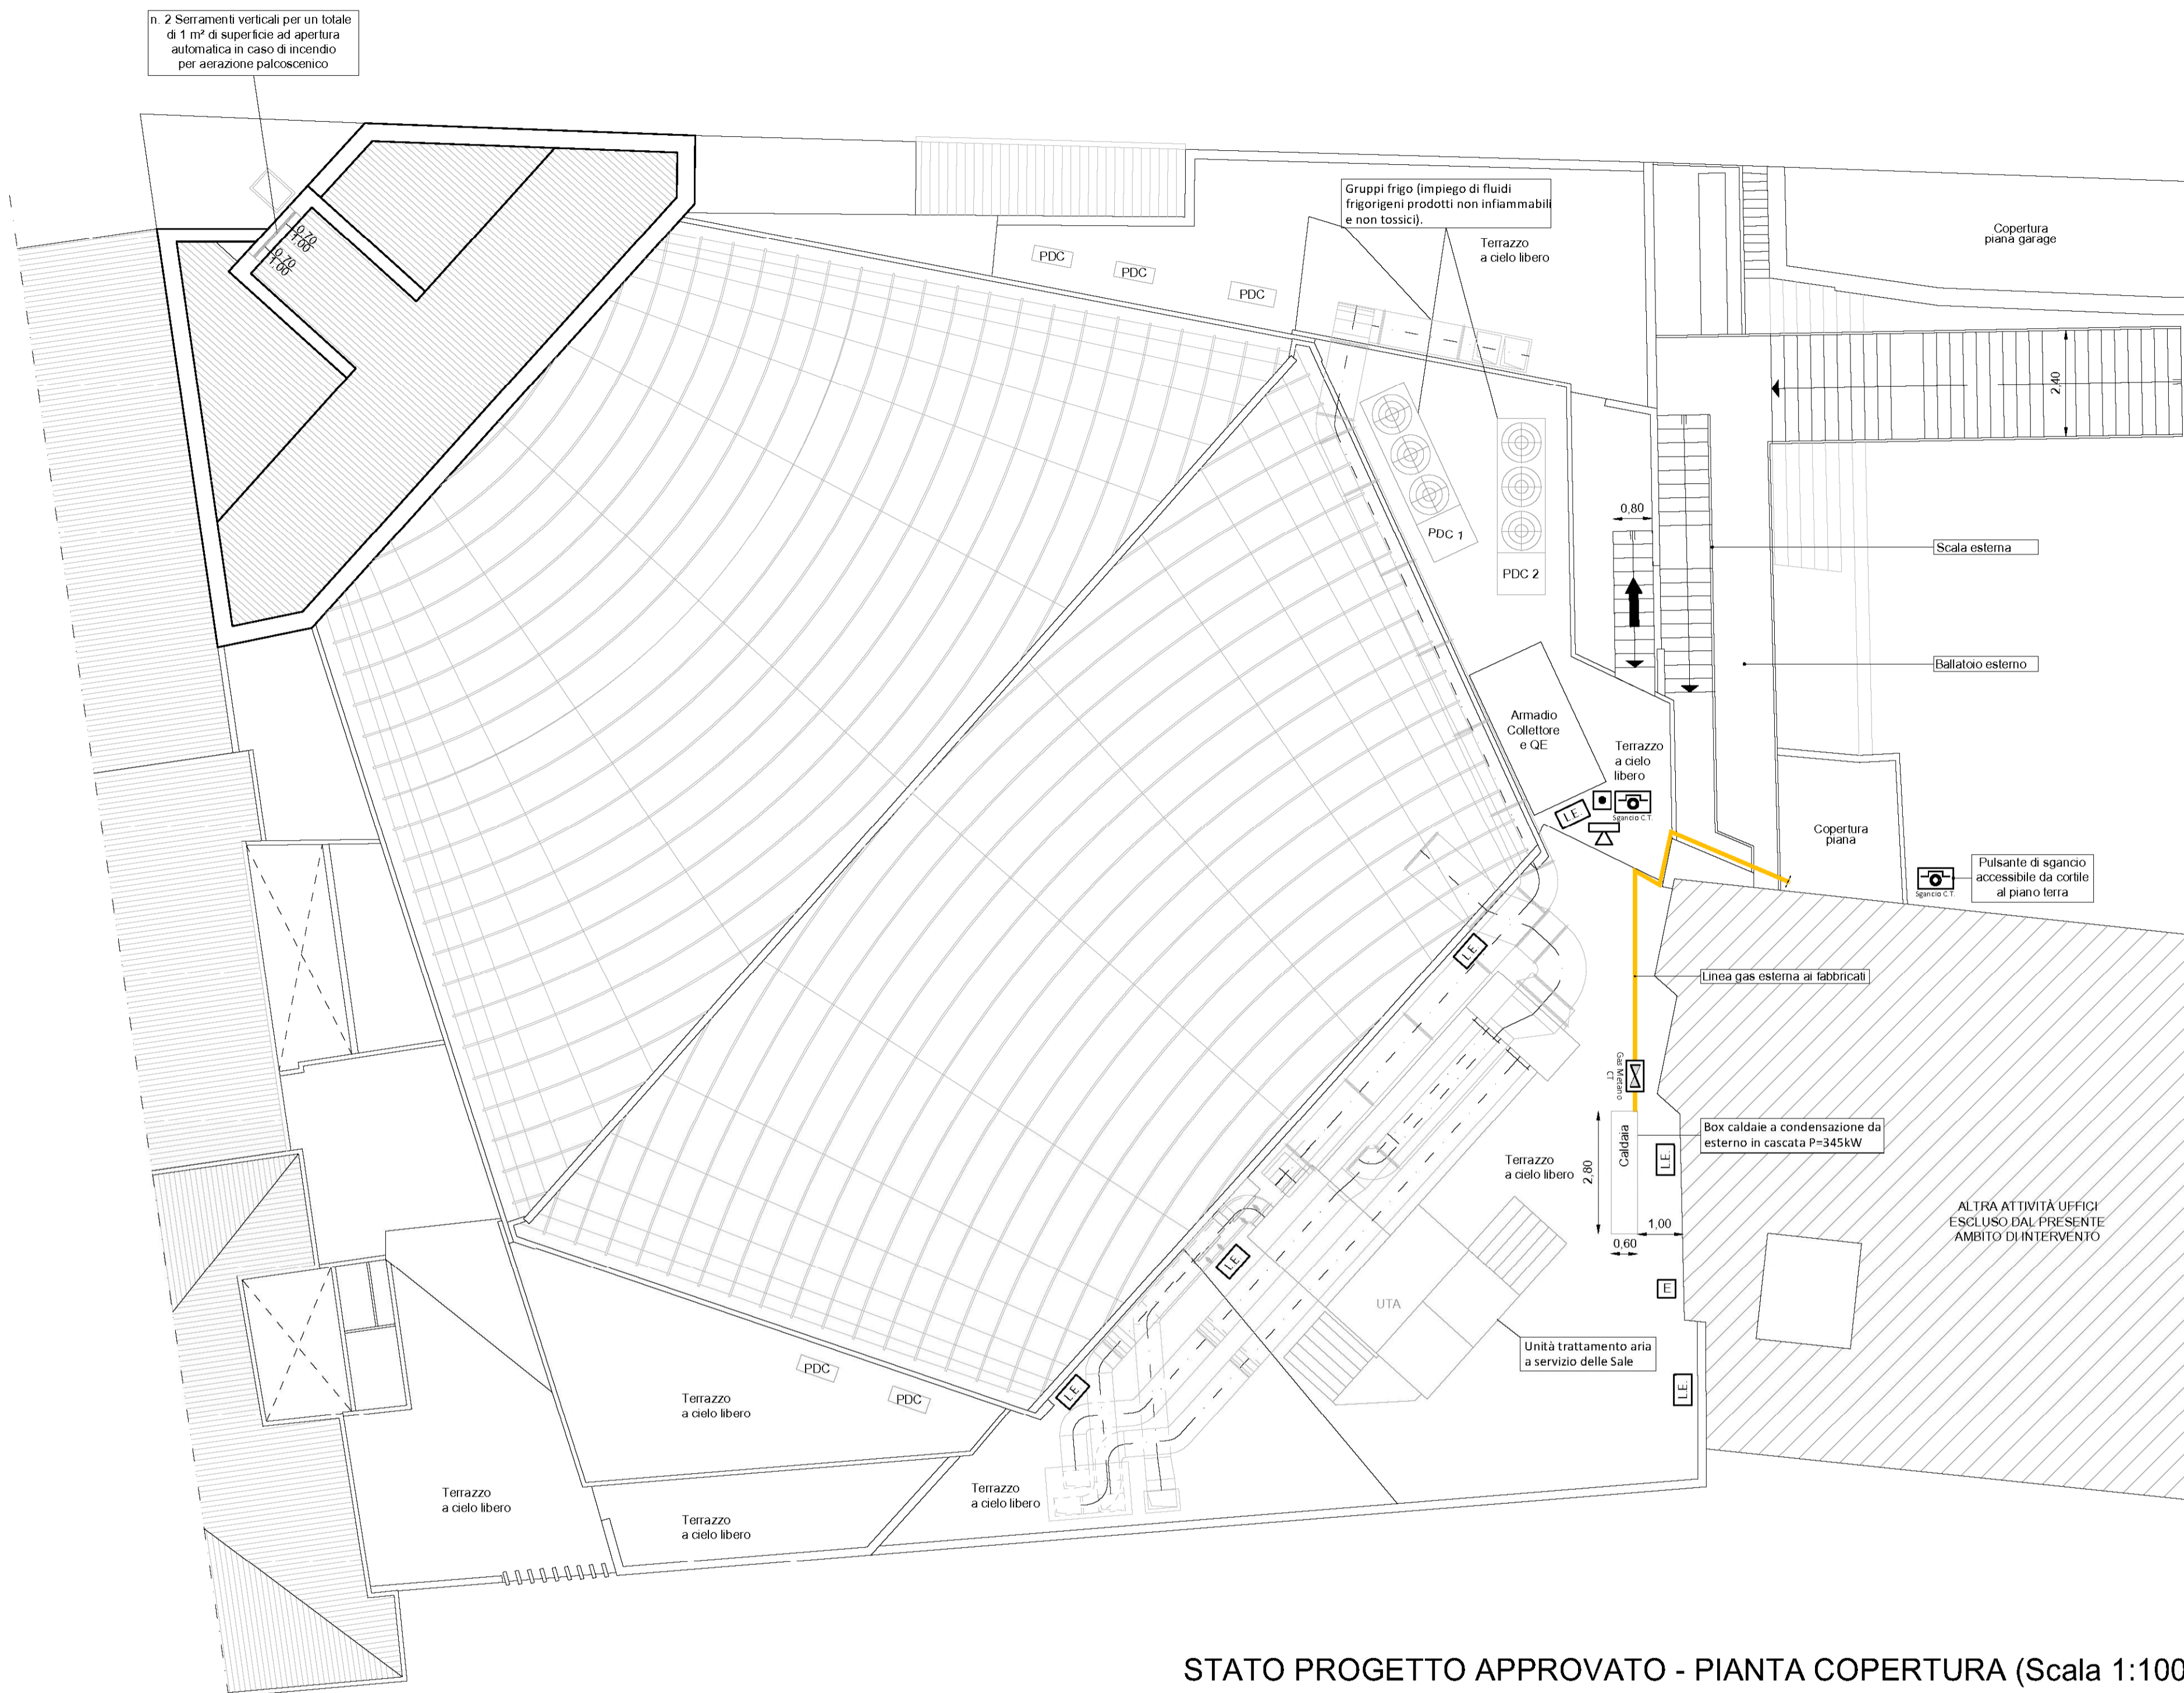 n. 2 Serramenti verticali per un totale
di 1 m² di superficie ad apertura
automatica in caso di incendio
per aerazione palcoscenico
0,70
1,00
0,70
1,00
Gruppi frigo (impiego di fluidi
frigorigeni prodotti non infiammabili
e non tossici).
Terrazzo
a cielo libero
Copertura
piana garage
PDC
PDC
PDC
2,40
PDC 1
PDC 2
0,80
Scala esterna
Ballatoio esterno
Armadio
Collettore
e QE
Terrazzo
a cielo
libero
I.E.
Sgancio C.T.
Copertura
piana
Sgancio C.T.
Pulsante di sgancio
accessibile da cortile
al piano terra
I.E.
Linea gas esterna ai fabbricati
Gas Metano
CT
Box caldaie a condensazione da
esterno in cascata P=345kW
Caldaia
2,80
I.E.
Terrazzo
a cielo libero
1,00
0,60
ALTRA ATTIVITÀ UFFICI
ESCLUSO DAL PRESENTE
AMBITO DI INTERVENTO
I.E.
E
UTA
Unità trattamento aria
a servizio delle Sale
I.E.
I.E.
PDC
PDC
Terrazzo
a cielo libero
Terrazzo
a cielo libero
Terrazzo
a cielo libero
Terrazzo
a cielo libero
STATO PROGETTO APPROVATO - PIANTA COPERTURA (Scala 1:100